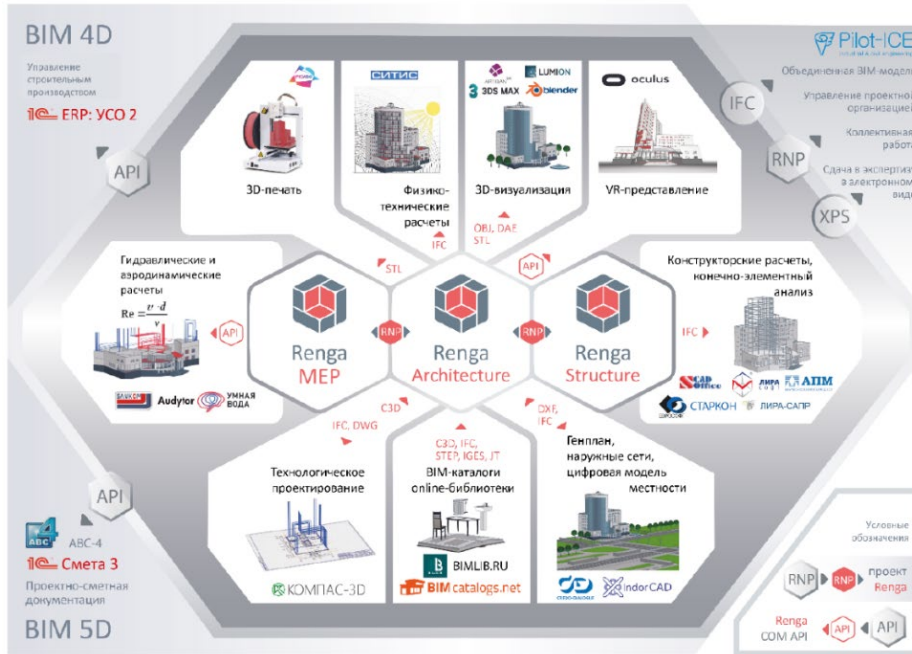 BIM 4D
Управление
строительным
производством
1С ERP: УСО 2
API
Pilot-ICE
Объединенная BIM-модель
Управление проектной
организацией
Коллективная
работа
Сдача в экспертизу
в электронном
виде
IFC
RNP
XPS
3D-печать
СИТИС
Физико-
технические
расчеты
IFC
ARTISAN
LUMION
3DS MAX
blender
3D-визуализация
OBJ, DAE
STL
oculus
VR-представление
STL
API
Гидравлические и
аэродинамические
расчеты
Re = υ · d / ν
API
Audytor
УМНАЯ
ВОДА
Renga
MEP
RNP
Renga
Architecture
RNP
Renga
Structure
Конструкторские расчеты,
конечно-элементный
анализ
IFC
SCAD
Office
ЛИРА
АПМ
СТАРКОН
ЛИРА-САПР
C3D
IFC, DWG
Технологическое
проектирование
КОМПАС-3D
C3D, IFC,
STEP, IGES, JT
BIM-каталоги
online-библиотеки
BIMLIB.RU
BIMcatalogs.net
DXF,
IFC
Генплан,
наружные сети,
цифровая модель
местности
IndorCAD
API
ABC
ABC-4
1С Смета 3
Проектно-сметная
документация
BIM 5D
Условные
обозначения
RNP
RNP
проект
Renga
Renga
COM API
API
API